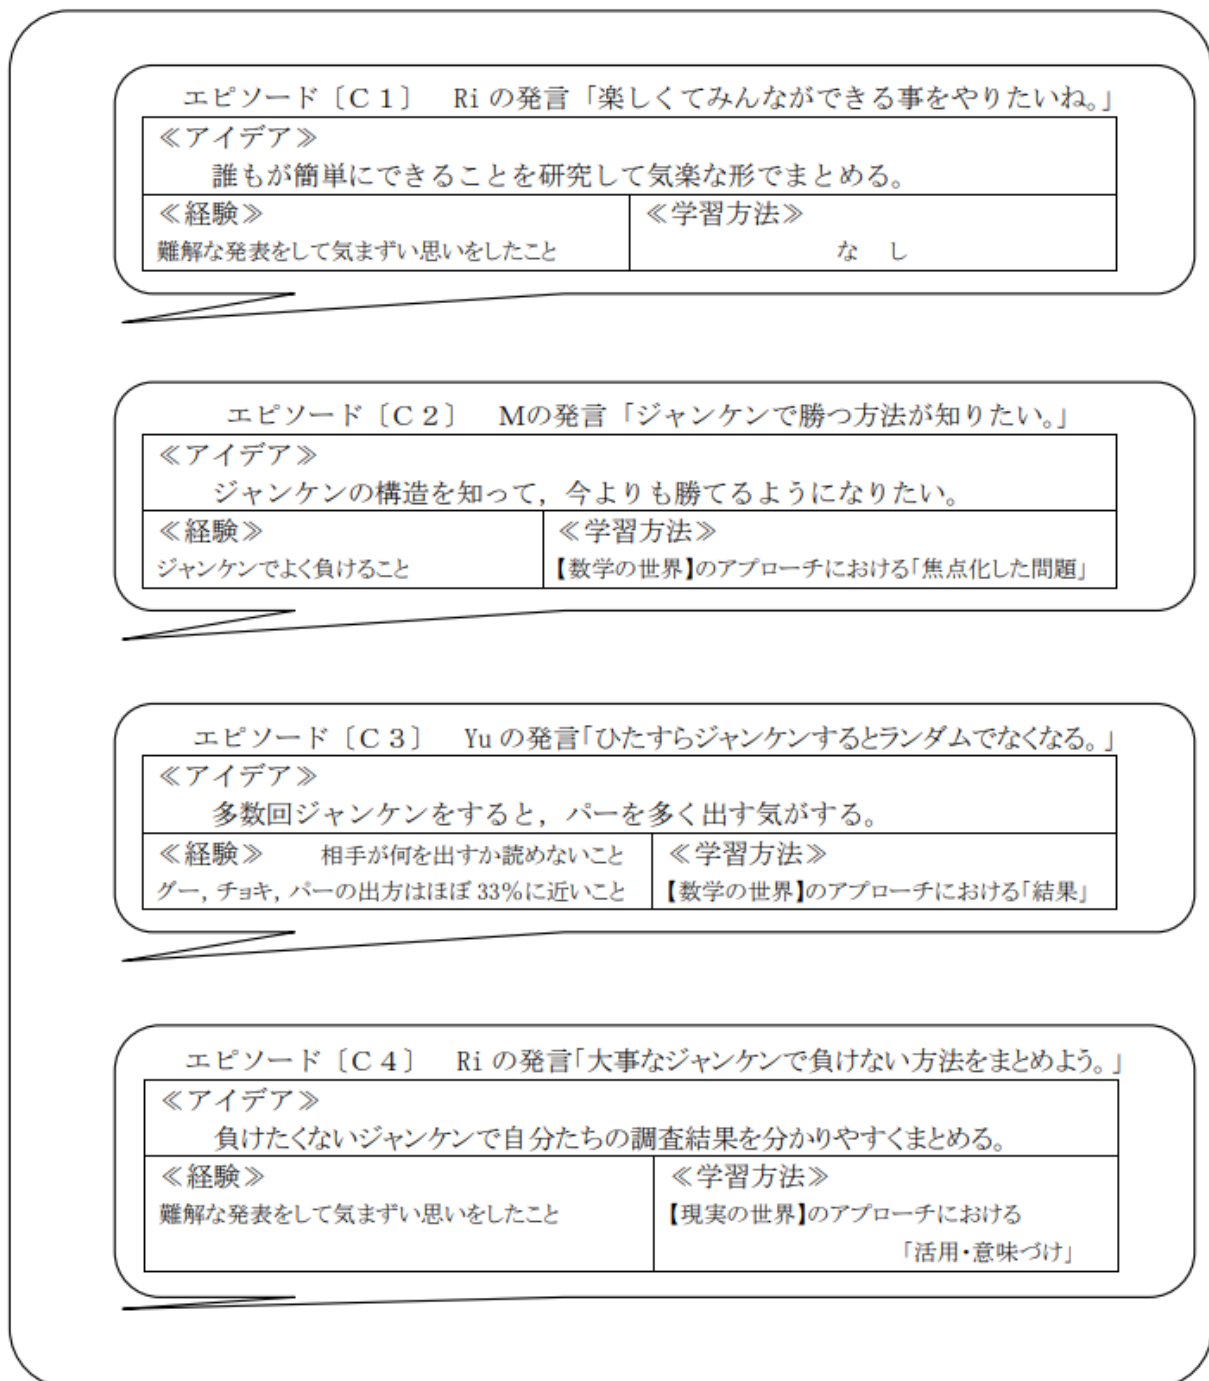 エピソード〔C1〕 Riの発言「楽しくてみんなができる事をやりたいね。」
≪アイデア≫
誰もが簡単にできることを研究して気楽な形でまとめる。
≪経験≫
難解な発表をして気まずい思いをしたこと
≪学習方法≫
なし
エピソード〔C2〕 Mの発言「ジャンケンで勝つ方法が知りたい。」
≪アイデア≫
ジャンケンの構造を知って，今よりも勝てるようになりたい。
≪経験≫
ジャンケンでよく負けること
≪学習方法≫
【数学の世界】のアプローチにおける「焦点化した問題」
エピソード〔C3〕 Yuの発言「ひたすらジャンケンするとランダムでなくなる。」
≪アイデア≫
多数回ジャンケンをすると，パーを多く出す気がする。
≪経験≫ 相手が何を出すか読めないこと
グー，チョキ，パーの出方はほぼ33％に近いこと
≪学習方法≫
【数学の世界】のアプローチにおける「結果」
エピソード〔C4〕 Riの発言「大事なジャンケンで負けない方法をまとめよう。」
≪アイデア≫
負けたくないジャンケンで自分たちの調査結果を分かりやすくまとめる。
≪経験≫
難解な発表をして気まずい思いをしたこと
≪学習方法≫
【現実の世界】のアプローチにおける
「活用・意味づけ」